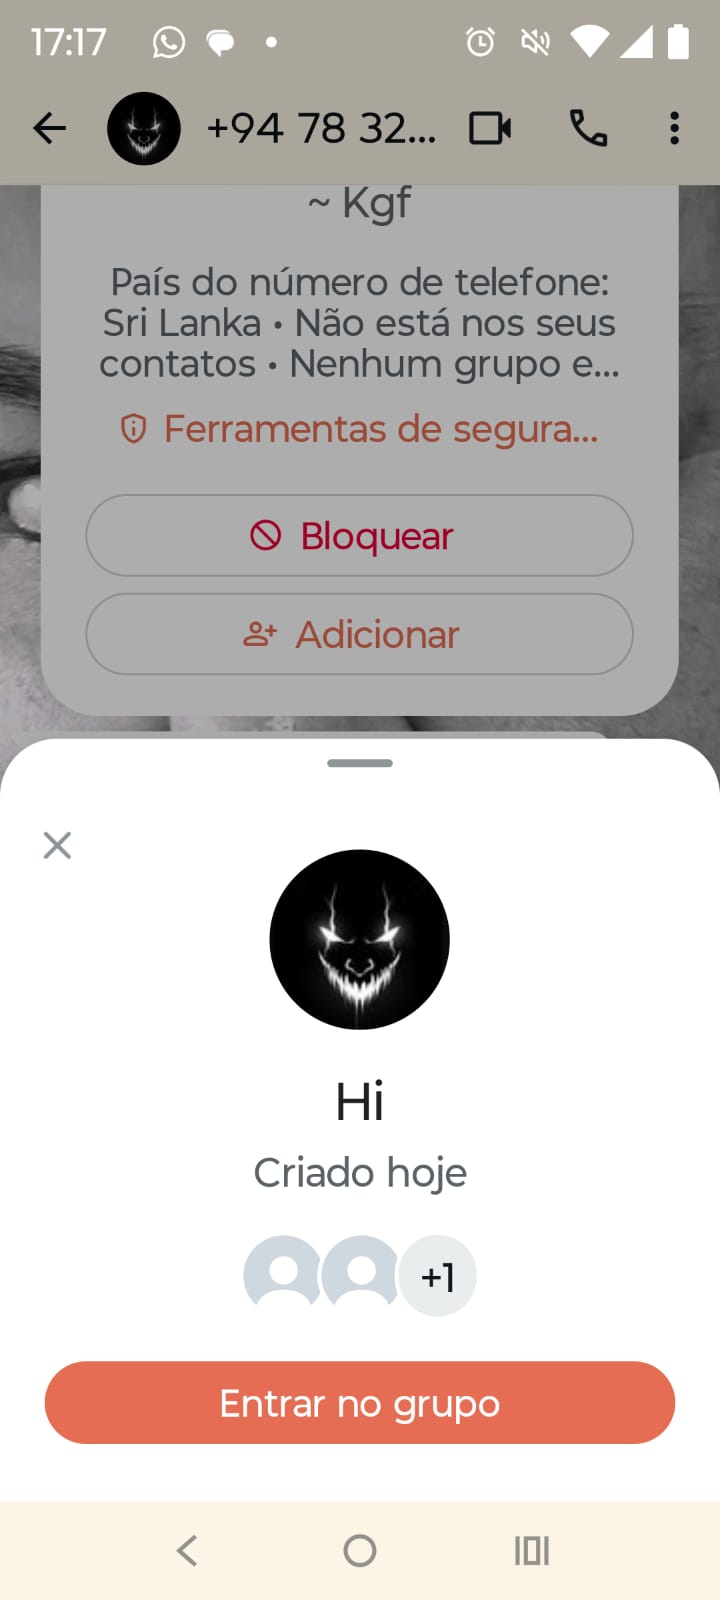 17:17
+94 78 32...
~ Kgf
País do número de telefone:
Sri Lanka • Não está nos seus
contatos • Nenhum grupo e...
Ferramentas de segura...
Bloquear
Adicionar
Hi
Criado hoje
+1
Entrar no grupo